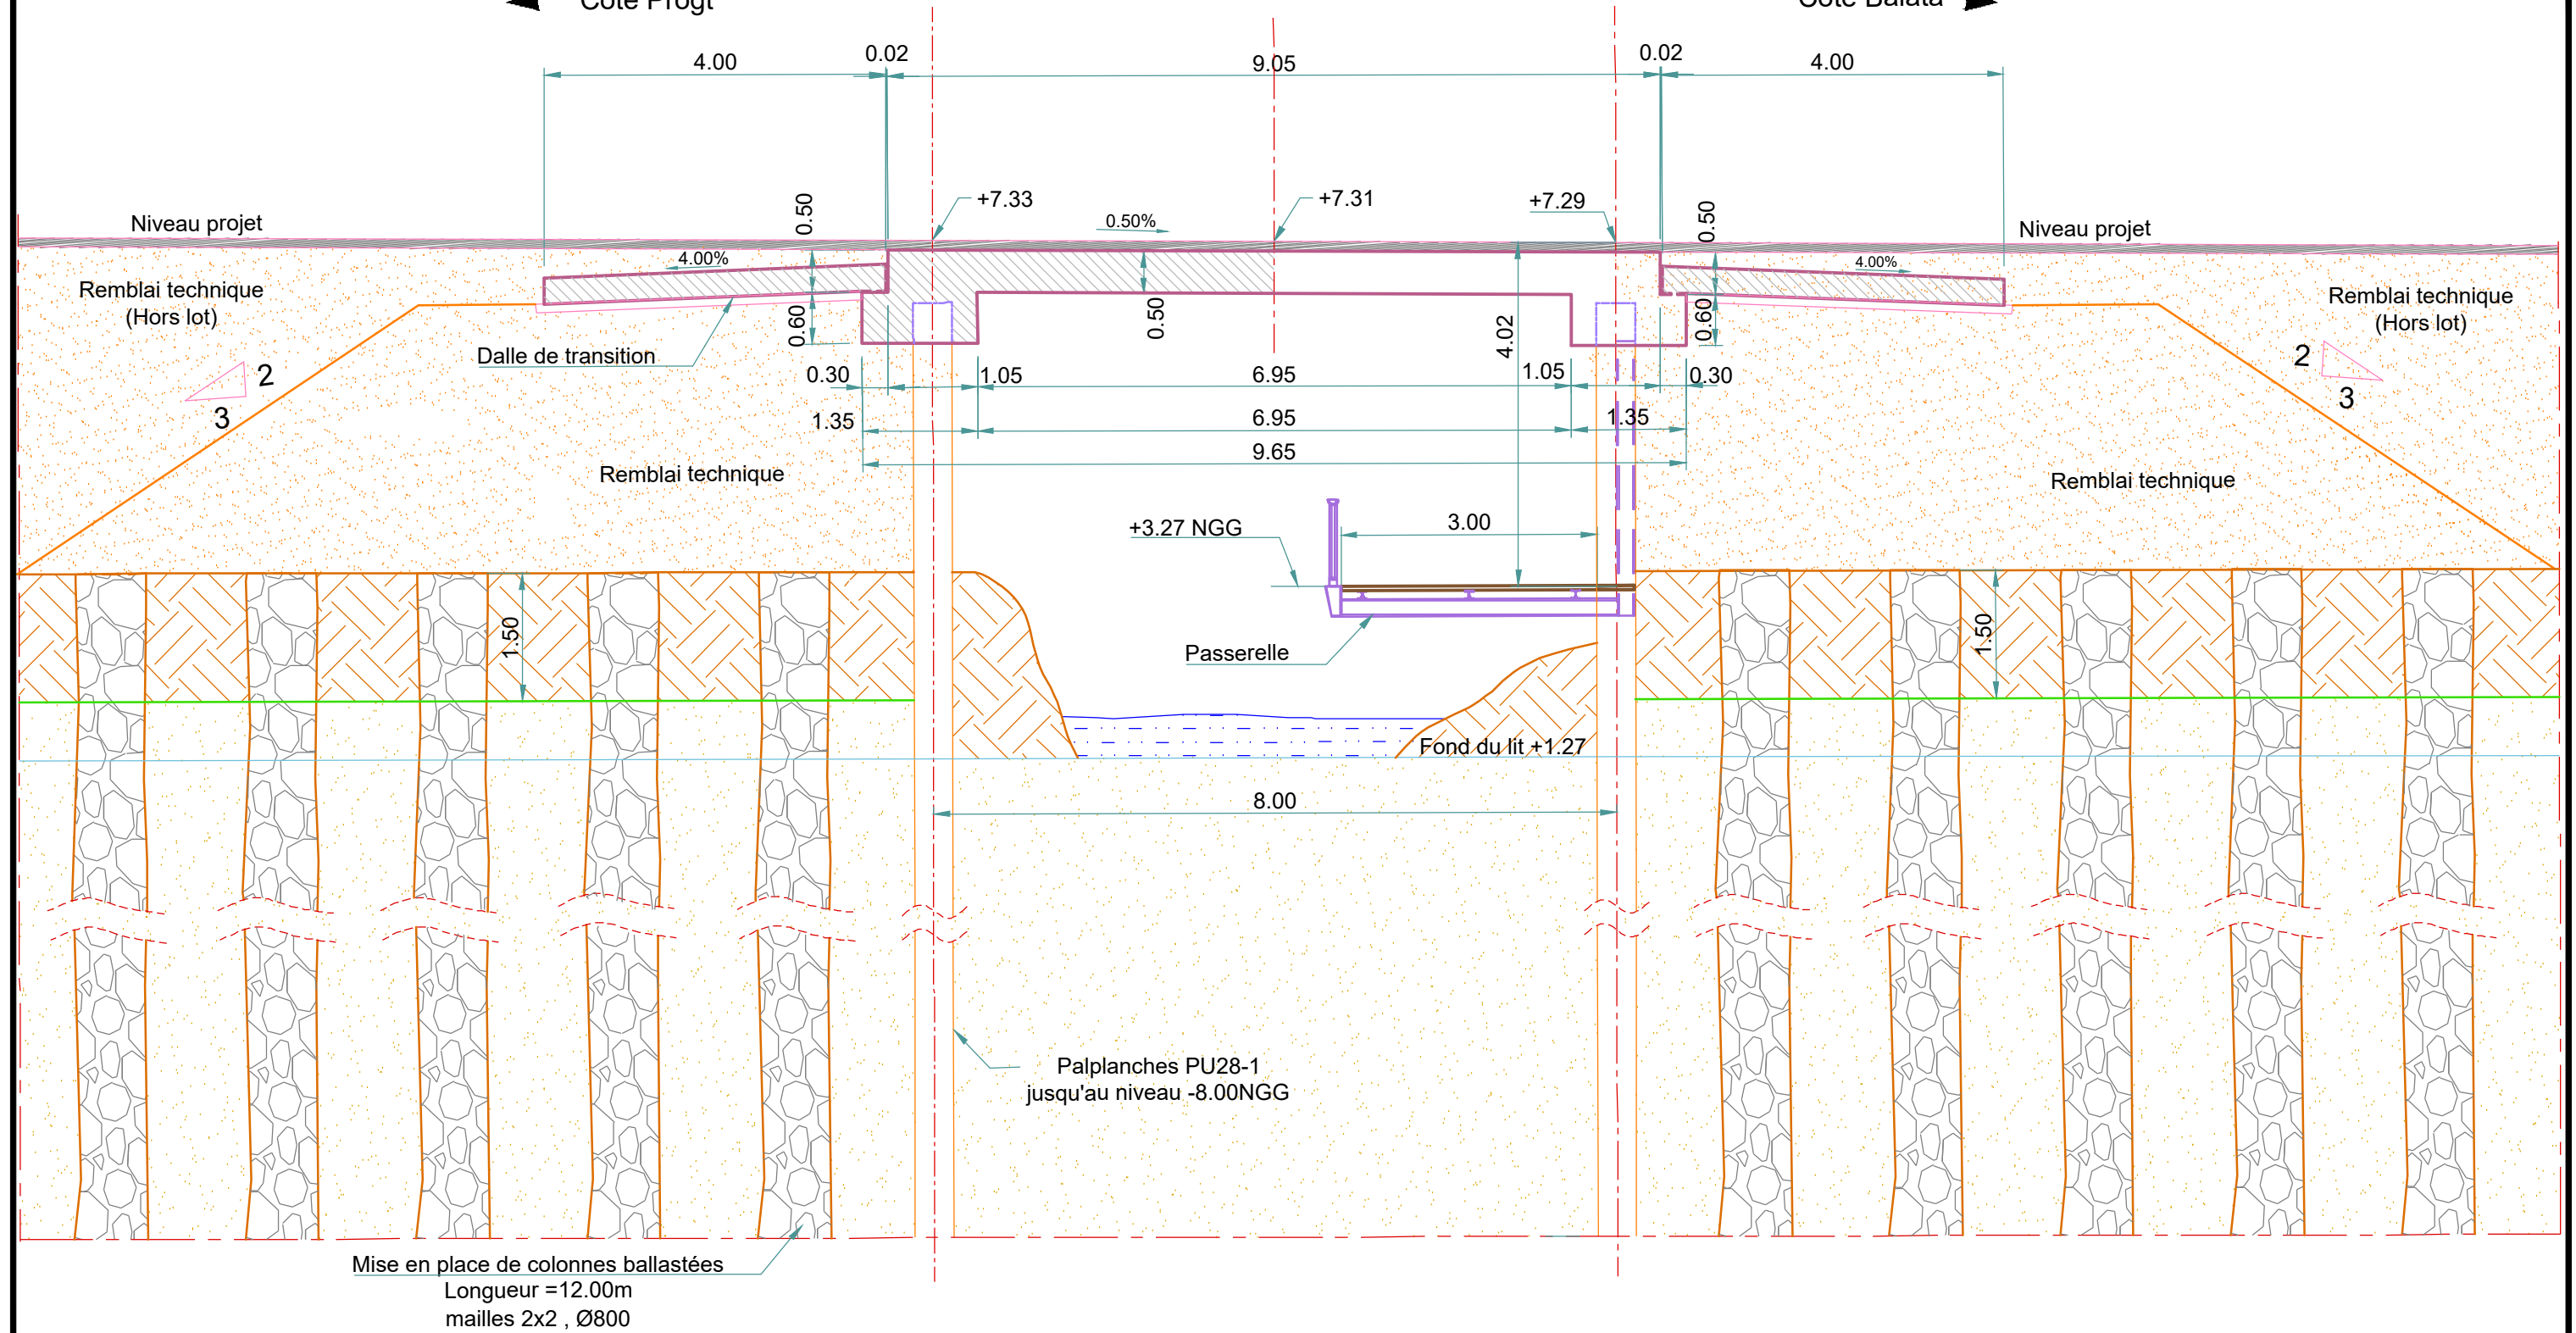 Côté Progt
Côté Balata
4.00
0.02
9.05
0.02
4.00
0.50
+7.33
+7.31
+7.29
0.50
Niveau projet
0.50%
Niveau projet
4.00%
4.00%
Remblai technique
(Hors lot)
Remblai technique
(Hors lot)
0.60
0.50
4.02
0.60
Dalle de transition
2
3
2
3
0.30
1.05
6.95
1.05
0.30
1.35
6.95
1.35
9.65
Remblai technique
Remblai technique
+3.27 NGG
3.00
1.50
1.50
Passerelle
Fond du lit +1.27
8.00
Palplanches PU28-1
jusqu'au niveau -8.00NGG
Mise en place de colonnes ballastées
Longueur =12.00m
mailles 2x2 , Ø800